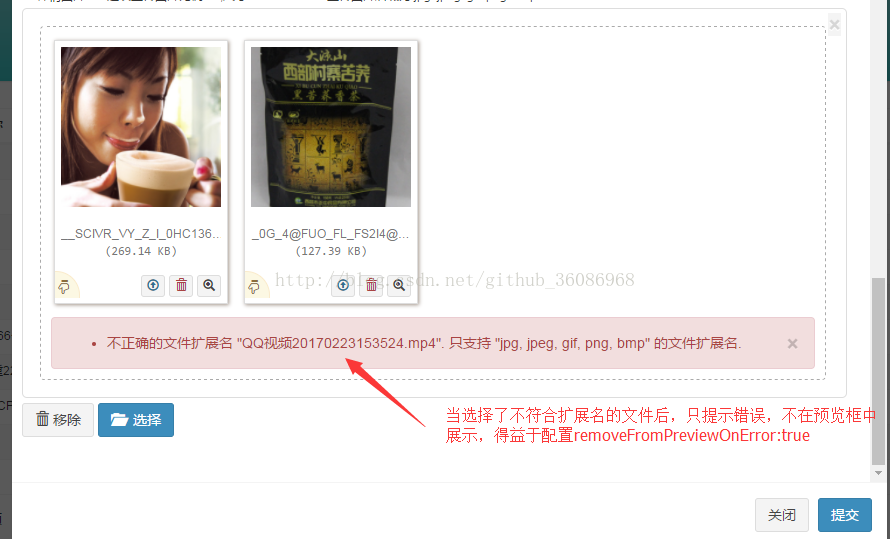 大凉山
西部村寨苦荞
黑苦荞香茶
__SCIVR_VY_Z_I_0HC136...
(269.14 KB)
_0G_4@FUO_FL_FS2I4@...
(127.39 KB)
http://blog.csdn.net/github_36086968
不正确的文件扩展名 "QQ视频20170223153524.mp4". 只支持 "jpg, jpeg, gif, png, bmp" 的文件扩展名.
×
移除
选择
当选择了不符合扩展名的文件后，只提示错误，不在预览框中
展示，得益于配置removeFromPreviewOnError:true
关闭
提交